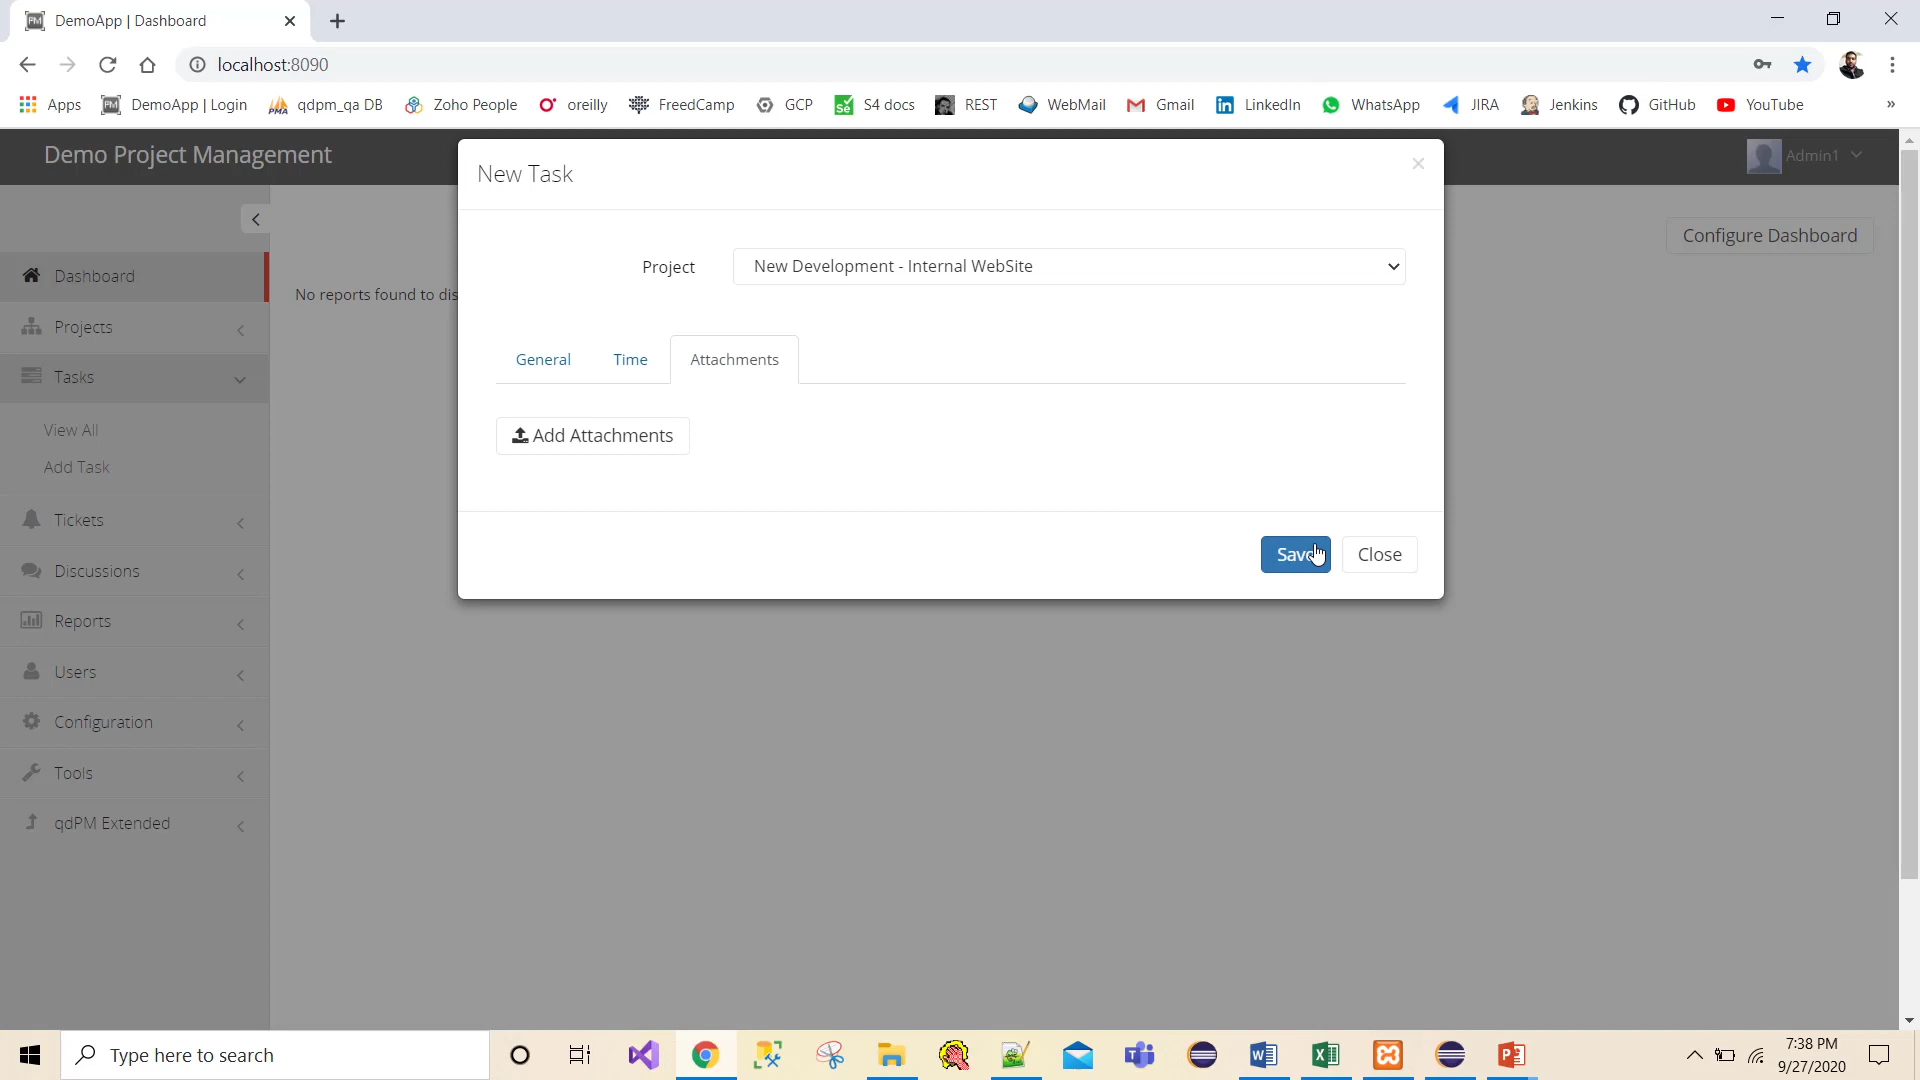 DemoApp | Dashboard
localhost:8090
Apps DemoApp | Login qdpm_qa DB Zoho People oreilly FreedCamp GCP S4 docs REST WebMail Gmail LinkedIn WhatsApp JIRA Jenkins GitHub YouTube »
Demo Project Management
Admin1
New Task
Configure Dashboard
Project New Development - Internal WebSite
Dashboard
No reports found to dis
Projects
General Time Attachments
Tasks
View All
Add Attachments
Add Task
Tickets
Save Close
Discussions
Reports
Users
Configuration
Tools
qdPM Extended
Type here to search
7:38 PM
9/27/2020